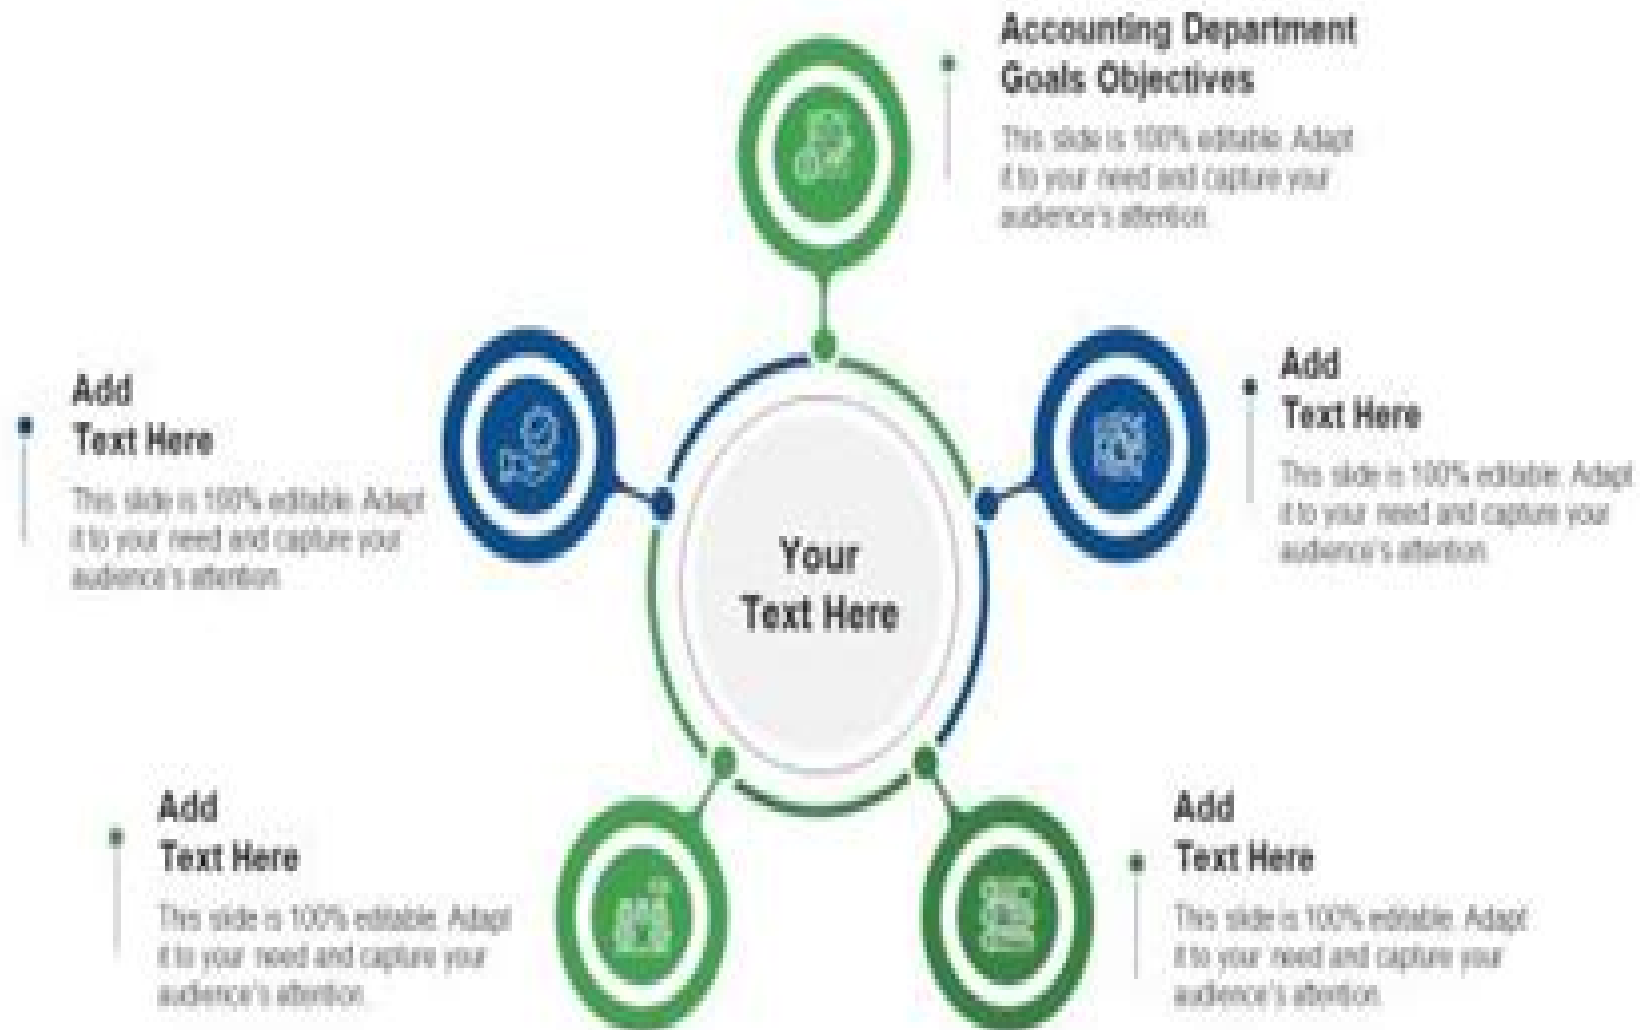 Accounting Department
Goals Objectives
This slide is 100% editable. Adapt
it to your need and capture your
audience's attention.
Add
Text Here
This slide is 100% editable. Adapt
it to your need and capture your
audience's attention.
Add
Text Here
This slide is 100% editable. Adapt
it to your need and capture your
audience's attention.
Your
Text Here
Add
Text Here
This slide is 100% editable. Adapt
it to your need and capture your
audience's attention.
Add
Text Here
This slide is 100% editable. Adapt
it to your need and capture your
audience's attention.